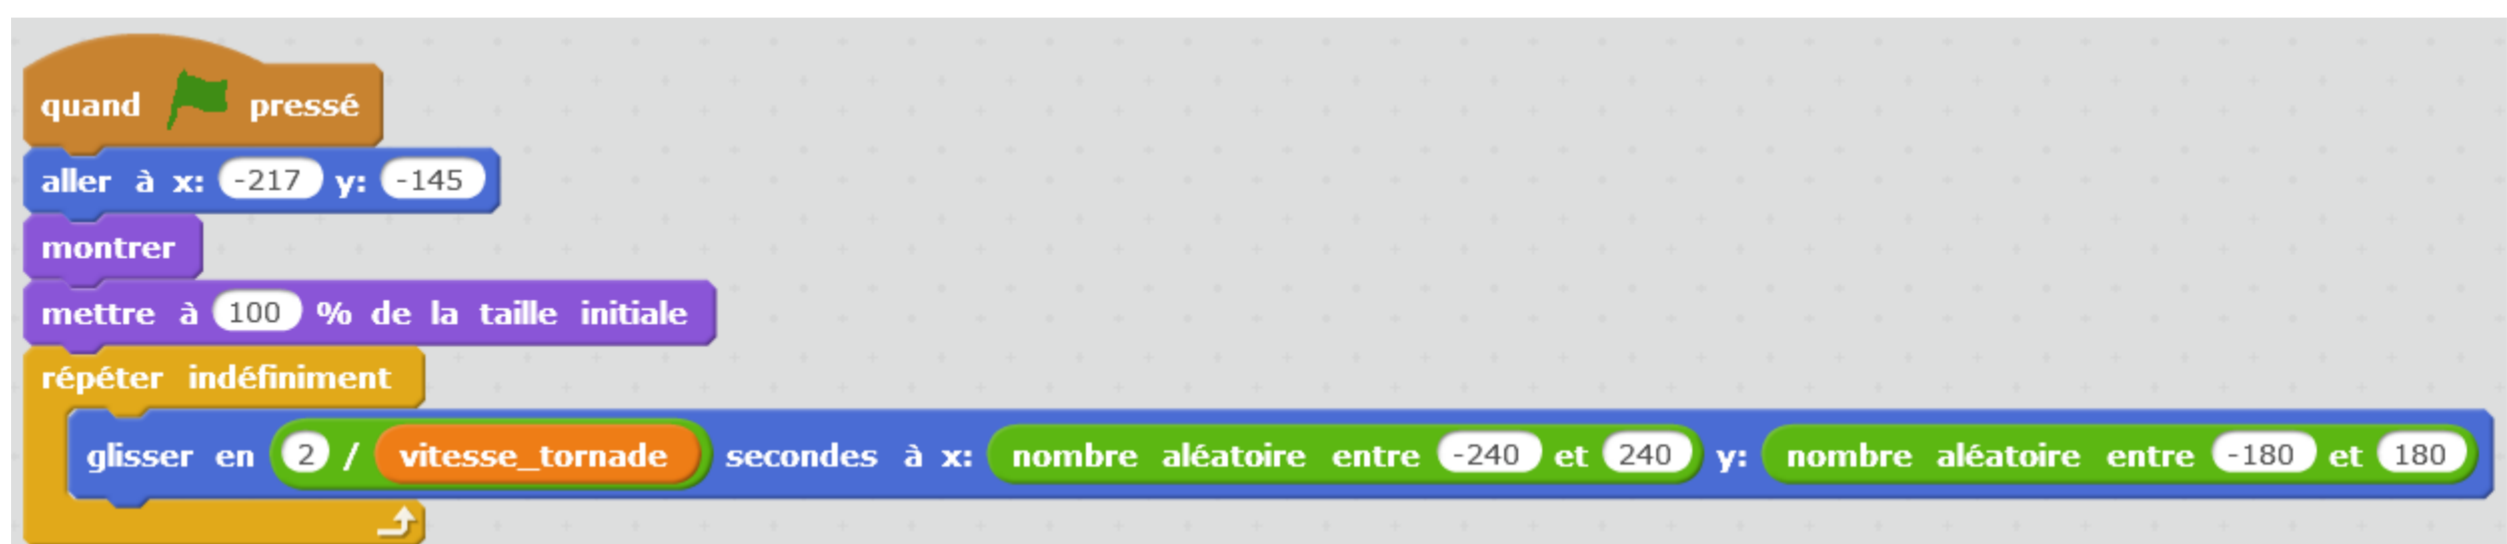 quand pressé
aller à x: -217 y: -145
montrer
mettre à 100 % de la taille initiale
répéter indéfiniment
glisser en 2 / vitesse_tornade secondes à x: nombre aléatoire entre -240 et 240 y: nombre aléatoire entre -180 et 180